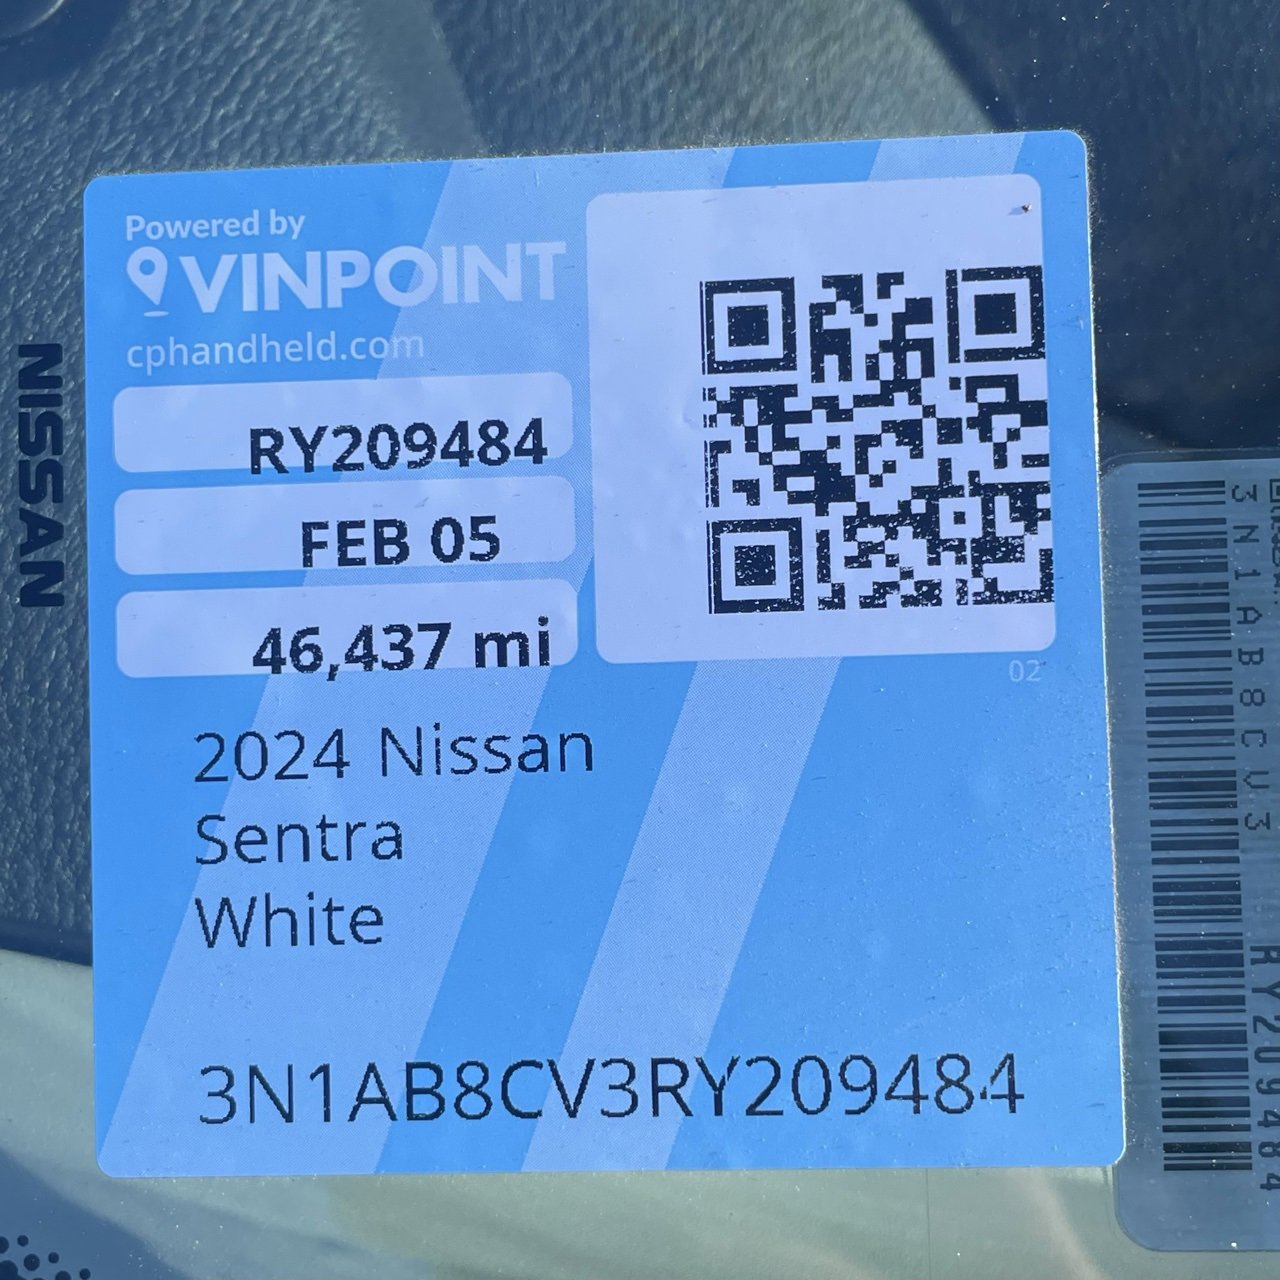 Powered by
VINPOINT
cphandheld.com
RY209484
FEB 05
46,437 mi
02
2024 Nissan
Sentra
White
3N1AB8CV3RY209484
NISSAN
3N1AB8CV3 RY209484